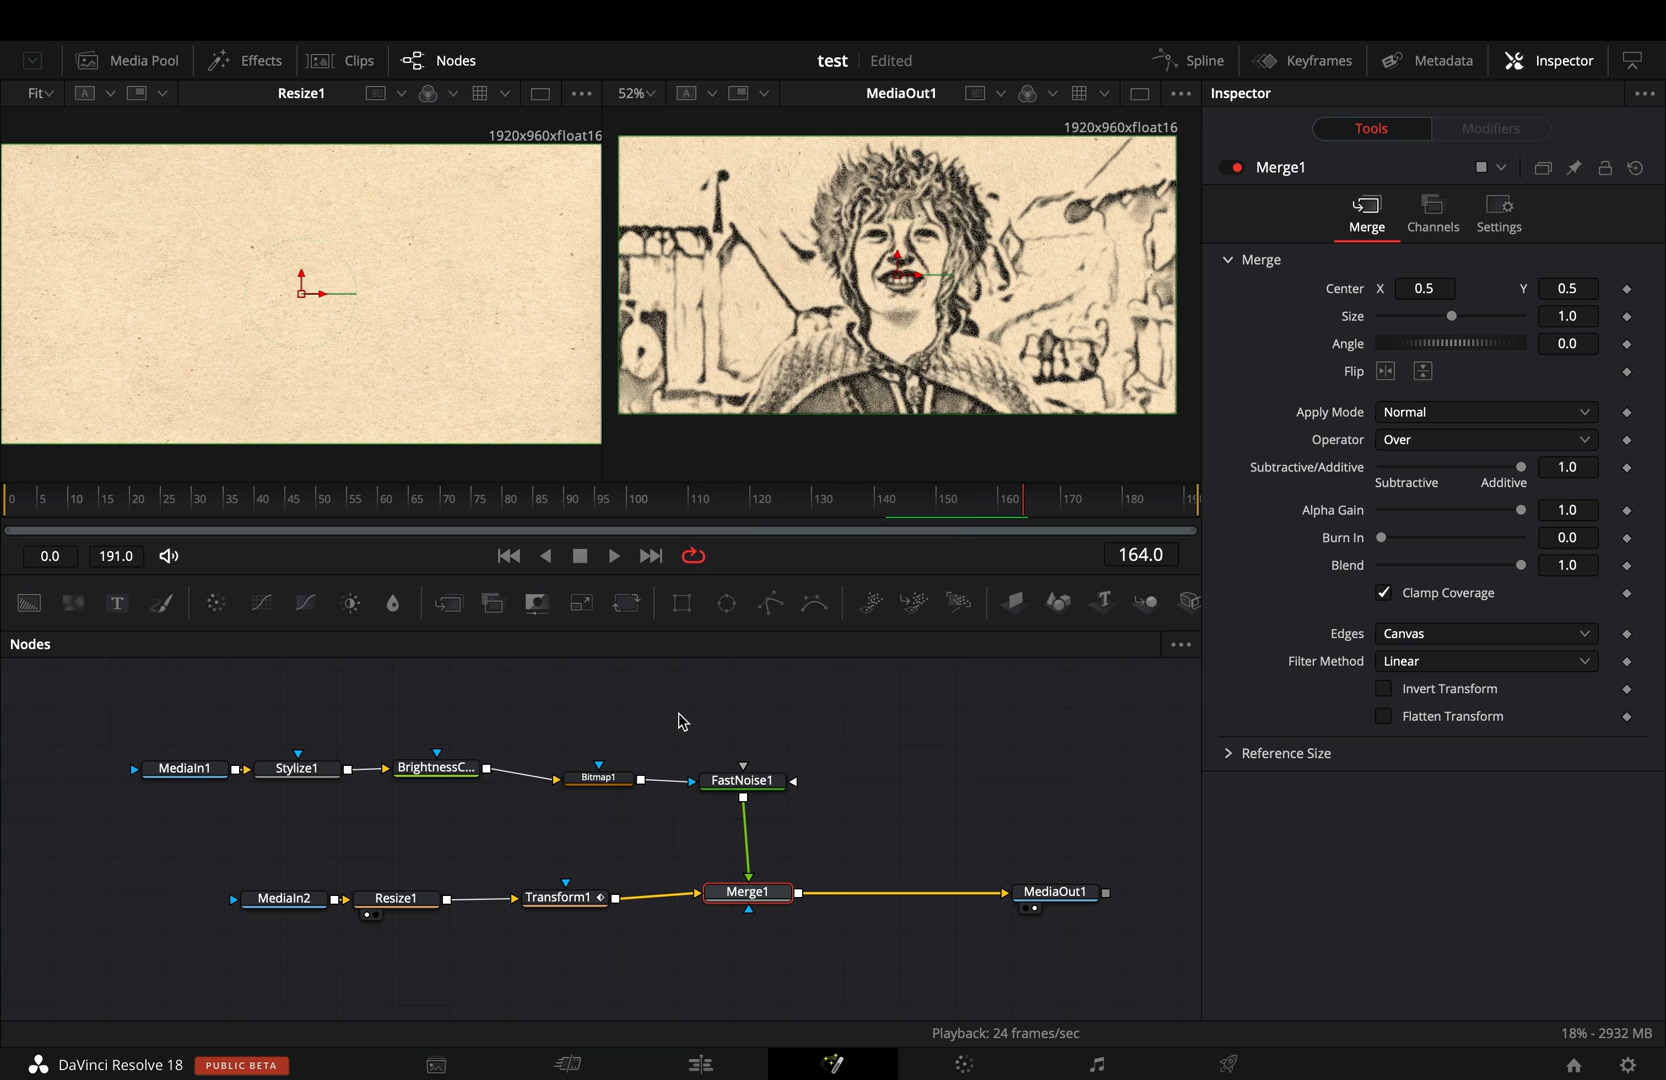 Media Pool
Effects
Clips
Nodes
test
Edited
Spline
Keyframes
Metadata
Inspector
Fit
A
Resize1
52%
A
MediaOut1
Inspector
1920x960xfloat16
1920x960xfloat16
Tools
Modifiers
Merge1
Merge
Channels
Settings
Merge
Center X 0.5 Y 0.5
Size 1.0
Angle 0.0
Flip
Apply Mode Normal
Operator Over
Subtractive/Additive 1.0
Subtractive Additive
Alpha Gain 1.0
Burn In 0.0
Blend 1.0
Clamp Coverage
Edges Canvas
Filter Method Linear
Invert Transform
Flatten Transform
Reference Size
0 5 10 15 20 25 30 35 40 45 50 55 60 65 70 75 80 85 90 95 100 110 120 130 140 150 160 170 180
0.0
191.0
164.0
T
Nodes
MediaIn1
Stylize1
BrightnessC...
Bitmap1
FastNoise1
MediaIn2
Resize1
Transform1
Merge1
MediaOut1
Playback: 24 frames/sec
18% - 2932 MB
DaVinci Resolve 18
PUBLIC BETA